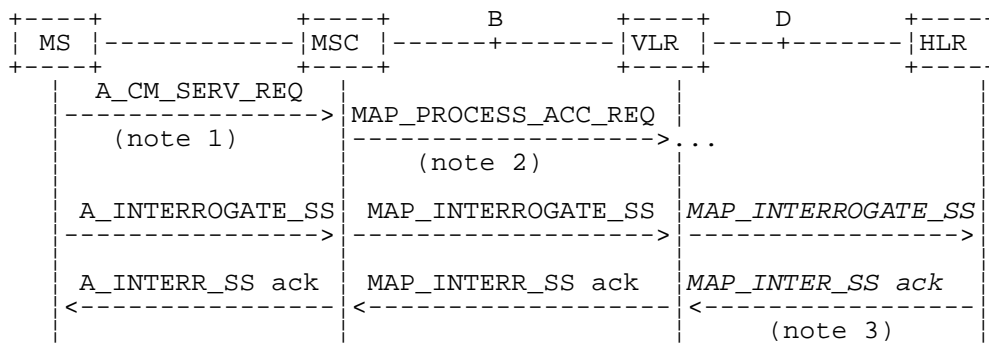 B D
MS MSC VLR HLR
A_CM_SERV_REQ
MAP_PROCESS_ACC_REQ
(note 1) ...
(note 2)
A_INTERROGATE_SS MAP_INTERROGATE_SS MAP_INTERROGATE_SS
A_INTERR_SS ack MAP_INTERR_SS ack MAP_INTER_SS ack
(note 3)